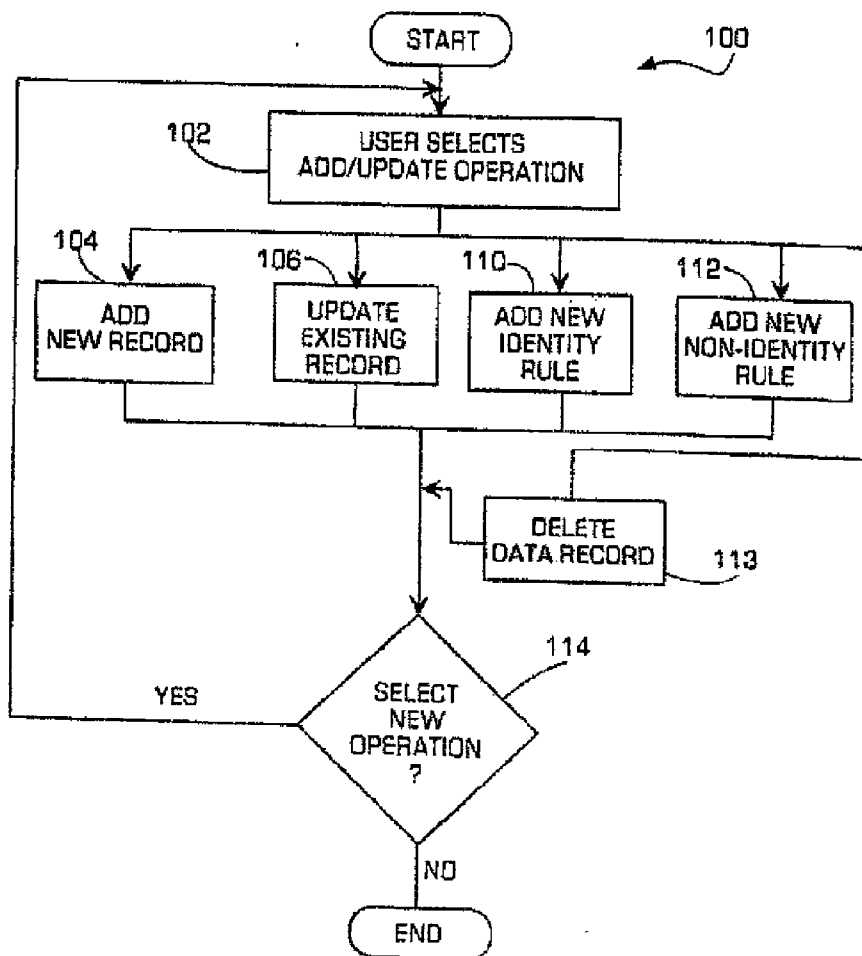 START
100
102
USER SELECTS
ADD/UPDATE OPERATION
104
106
110
112
ADD
NEW RECORD
UPDATE
EXISTING
RECORD
ADD NEW
IDENTITY
RULE
ADD NEW
NON-IDENTITY
RULE
DELETE
DATA RECORD
113
114
YES
SELECT
NEW
OPERATION
?
NO
END